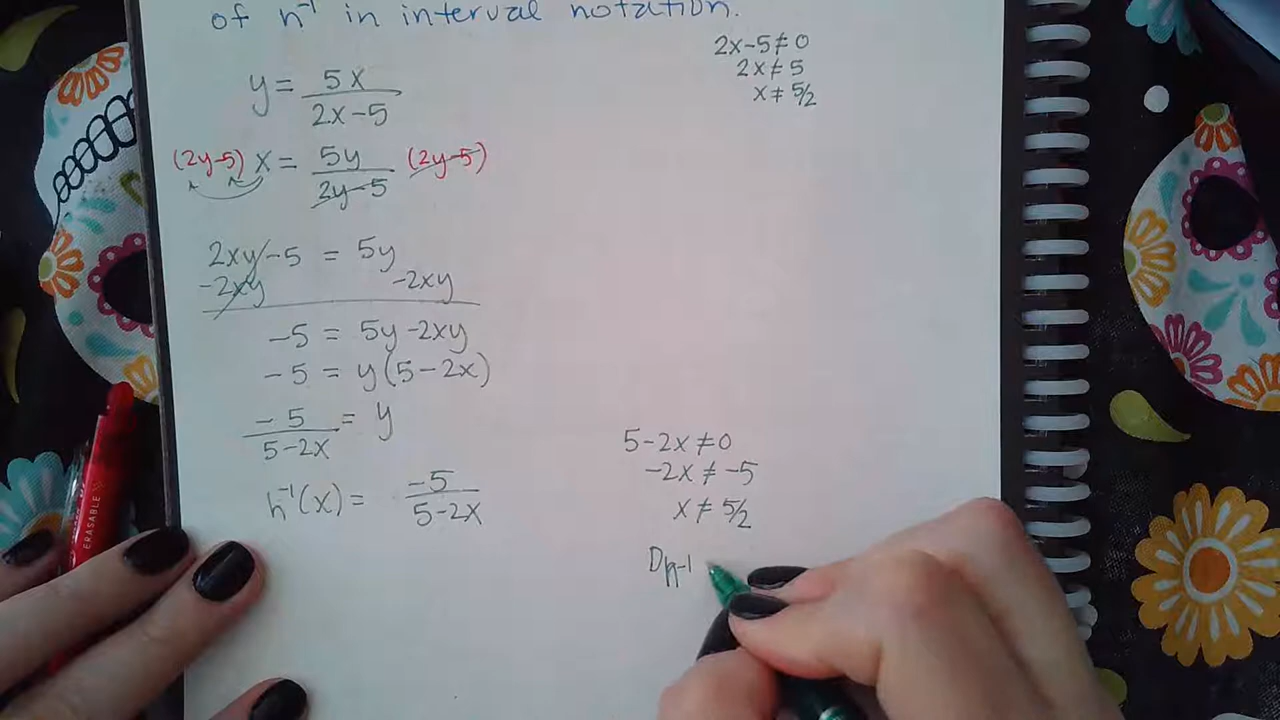 of h⁻¹ in interval notation.
2x-5≠0
2x≠5
x≠5/2
y = 5x / 2x-5
(2y-5) x = 5y / 2y-5 (2y-5)
2xy-5 = 5y
-2xy -2xy
-5 = 5y-2xy
-5 = y(5-2x)
-5 / 5-2x = y
h⁻¹(x) = -5 / 5-2x
5-2x≠0
-2x≠-5
x≠5/2
Dh-1
ERASABLE